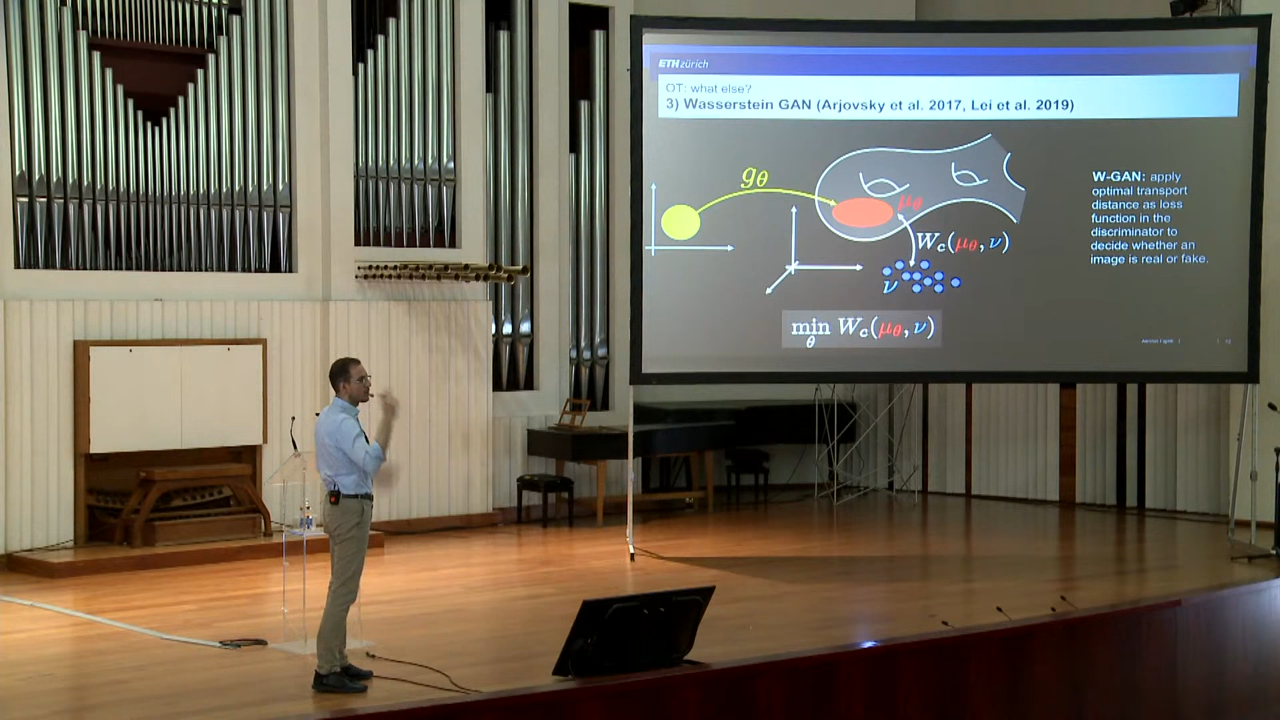 ETH zürich
OT: what else?
3) Wasserstein GAN (Arjovsky et al. 2017, Lei et al. 2019)
gθ
μθ
Wc(μθ, ν)
ν
min Wc(μθ, ν)
θ
W-GAN: apply
optimal transport
distance as loss
function in the
discriminator to
decide whether an
image is real or fake.